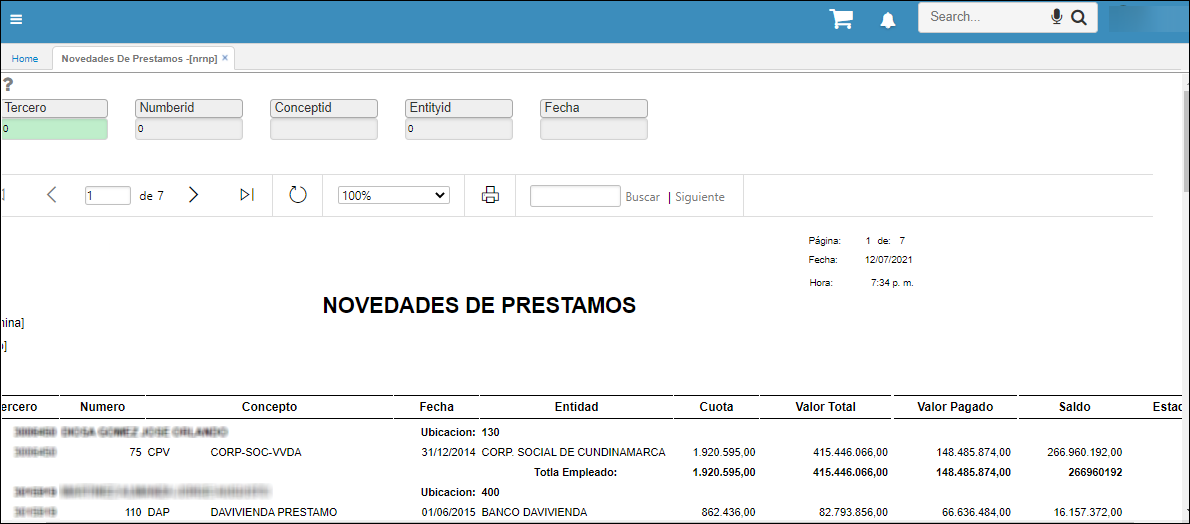 Search...
Home Novedades De Prestamos -[nrnp] ×
?
Tercero Numberid Conceptid Entityid Fecha
0 0 0
1 de 7 100% Buscar | Siguiente
Página: 1 de: 7
Fecha: 12/07/2021
Hora: 7:34 p. m.
NOVEDADES DE PRESTAMOS
nina]
o]
ercero Numero Concepto Fecha Entidad Cuota Valor Total Valor Pagado Saldo Estad
DIOSA GOMEZ JOSE ORLANDO Ubicacion: 130
75 CPV CORP-SOC-VVDA 31/12/2014 CORP. SOCIAL DE CUNDINAMARCA 1.920.595,00 415.446.066,00 148.485.874,00 266.960.192,00
Totla Empleado: 1.920.595,00 415.446.066,00 148.485.874,00 266960192
Ubicacion: 400
110 DAP DAVIVIENDA PRESTAMO 01/06/2015 BANCO DAVIVIENDA 862.436,00 82.793.856,00 66.636.484,00 16.157.372,00